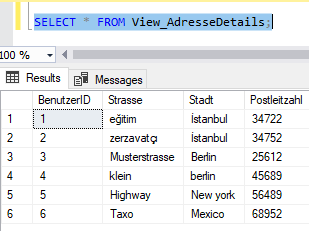 SELECT * FROM View_AdresseDetails;
100 %
Results Messages
BenutzerID Strasse Stadt Postleitzahl
1 1 eğitim İstanbul 34722
2 2 zerzavatçı İstanbul 34752
3 3 Musterstrasse Berlin 25612
4 4 klein berlin 45689
5 5 Highway New york 56489
6 6 Taxo Mexico 68952